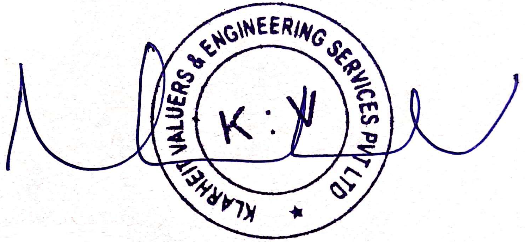 KLARHEIT VALUERS & ENGINEERING SERVICES PVT LTD
K : V